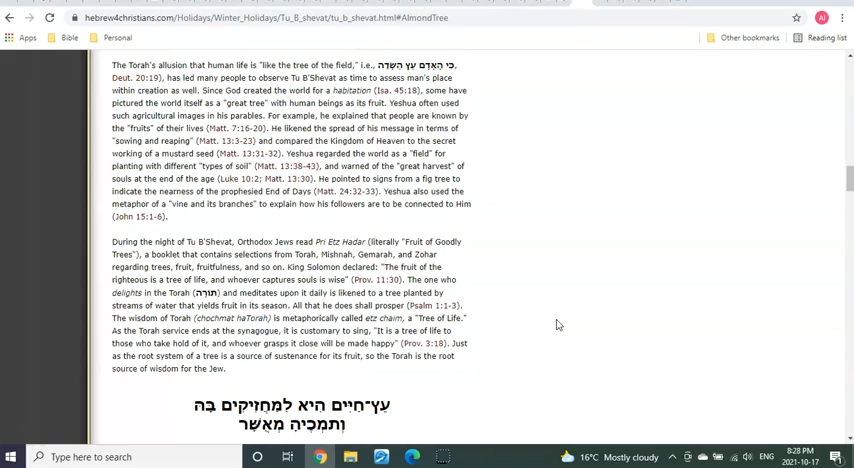 hebrew4christians.com/Holidays/Winter_Holidays/Tu_B_shevat/tu_b_shevat.html#AlmondTree
AI
Apps Bible Personal Other bookmarks Reading list
The Torah's allusion that human life is "like the tree of the field," i.e., כִּי הָאָדָם עֵץ הַשָּׂדֶה,
Deut. 20:19), has led many people to observe Tu B'Shevat as time to assess man's place
within creation as well. Since God created the world for a habitation (Isa. 45:18), some have
pictured the world itself as a "great tree" with human beings as its fruit. Yeshua often used
such agricultural images in his parables. For example, he explained that people are known by
the "fruits" of their lives (Matt. 7:16-20). He likened the spread of his message in terms of
"sowing and reaping" (Matt. 13:3-23) and compared the Kingdom of Heaven to the secret
working of a mustard seed (Matt. 13:31-32). Yeshua regarded the world as a "field" for
planting with different "types of soil" (Matt. 13:38-43), and warned of the "great harvest" of
souls at the end of the age (Luke 10:2; Matt. 13:30). He pointed to signs from a fig tree to
indicate the nearness of the prophesied End of Days (Matt. 24:32-33). Yeshua also used the
metaphor of a "vine and its branches" to explain how his followers are to be connected to Him
(John 15:1-6).
During the night of Tu B'Shevat, Orthodox Jews read Pri Etz Hadar (literally "Fruit of Goodly
Trees"), a booklet that contains selections from Torah, Mishnah, Gemarah, and Zohar
regarding trees, fruit, fruitfulness, and so on. King Solomon declared: "The fruit of the
righteous is a tree of life, and whoever captures souls is wise" (Prov. 11:30). The one who
delights in the Torah (תּוֹרָה) and meditates upon it daily is likened to a tree planted by
streams of water that yields fruit in its season. All that he does shall prosper (Psalm 1:1-3).
The wisdom of Torah (chochmat haTorah) is metaphorically called etz chaim, a "Tree of Life."
As the Torah service ends at the synagogue, it is customary to sing, "It is a tree of life to
those who take hold of it, and whoever grasps it close will be made happy" (Prov. 3:18). Just
as the root system of a tree is a source of sustenance for its fruit, so the Torah is the root
source of wisdom for the Jew.
עֵץ־חַיִּים הִיא לַמַּחֲזִיקִים בָּהּ
וְתֹמְכֶיהָ מְאֻשָּׁר
Type here to search
16°C Mostly cloudy ENG
8:28 PM
2021-10-17